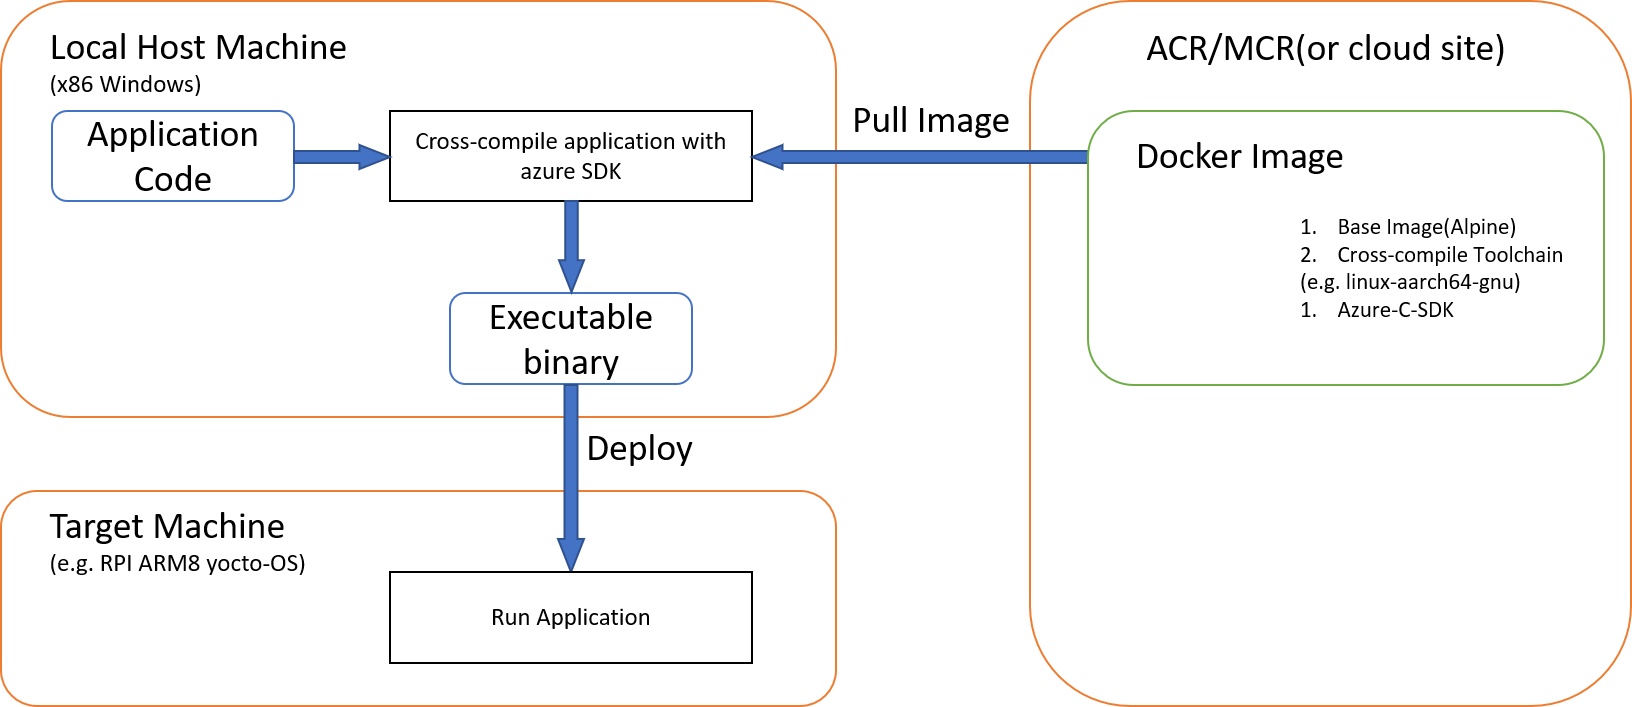 Local Host Machine
(x86 Windows)
Application
Code
Cross-compile application with
azure SDK
Executable
binary
Pull Image
ACR/MCR(or cloud site)
Docker Image
1. Base Image(Alpine)
2. Cross-compile Toolchain
(e.g. linux-aarch64-gnu)
1. Azure-C-SDK
Deploy
Target Machine
(e.g. RPI ARM8 yocto-OS)
Run Application